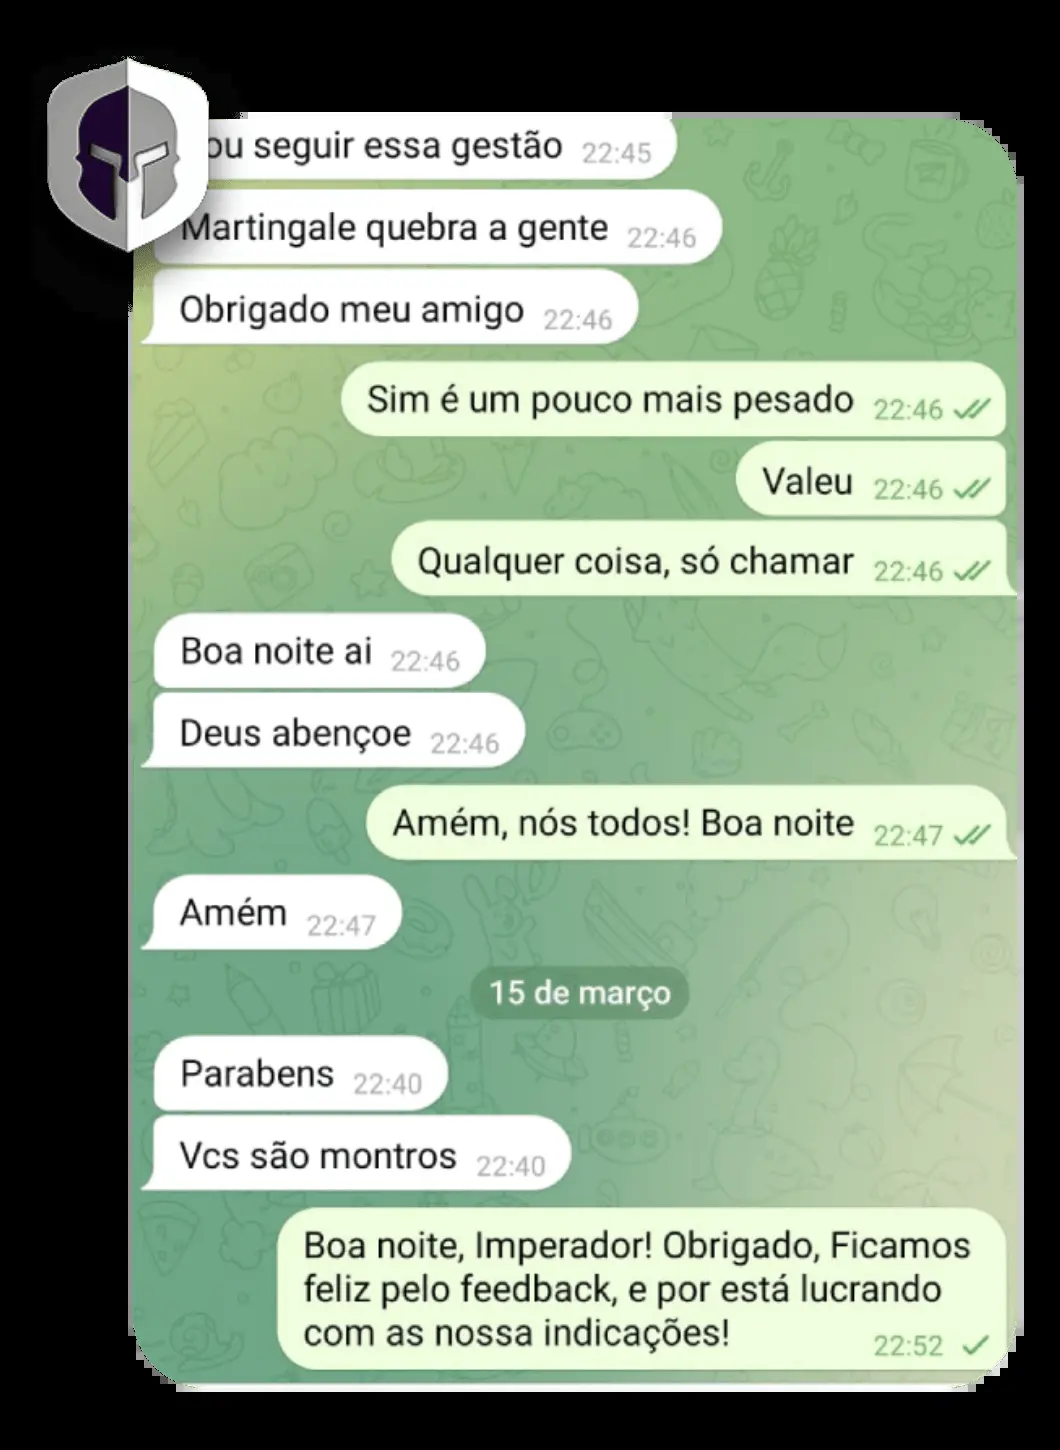 ou seguir essa gestão 22:45
Martingale quebra a gente 22:46
Obrigado meu amigo 22:46
Sim é um pouco mais pesado 22:46
Valeu 22:46
Qualquer coisa, só chamar 22:46
Boa noite ai 22:46
Deus abençoe 22:46
Amém, nós todos! Boa noite 22:47
Amém 22:47
15 de março
Parabens 22:40
Vcs são montros 22:40
Boa noite, Imperador! Obrigado, Ficamos
feliz pelo feedback, e por está lucrando
com as nossa indicações! 22:52